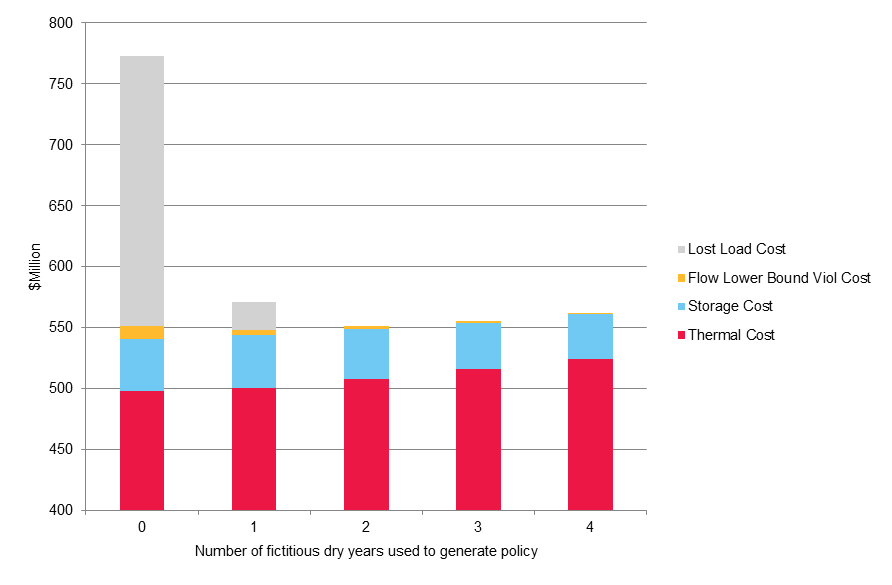 800
750
700
650
600
550
500
450
400
$Million
0 1 2 3 4
Number of fictitious dry years used to generate policy
Lost Load Cost
Flow Lower Bound Viol Cost
Storage Cost
Thermal Cost